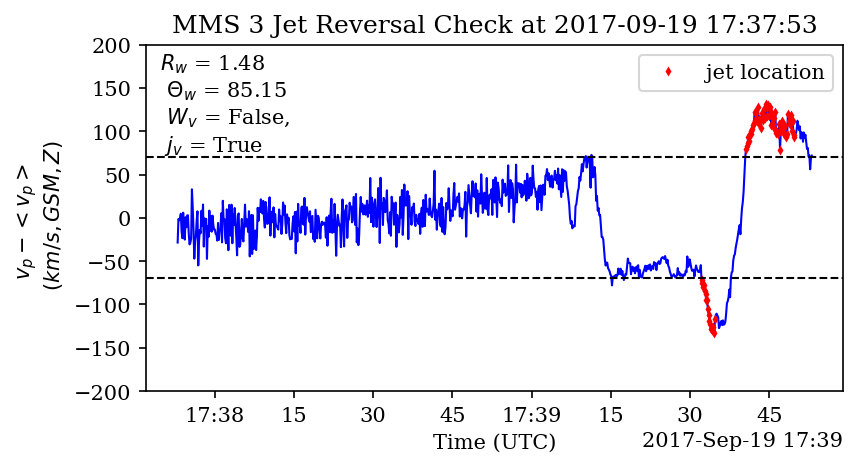 MMS 3 Jet Reversal Check at 2017-09-19 17:37:53
R_w = 1.48
Θ_w = 85.15
W_v = False,
j_v = True
jet location
v_p − < v_p >
(km/s, GSM, Z)
200
150
100
50
0
−50
−100
−150
−200
17:38 15 30 45 17:39 15 30 45
Time (UTC) 2017-Sep-19 17:39